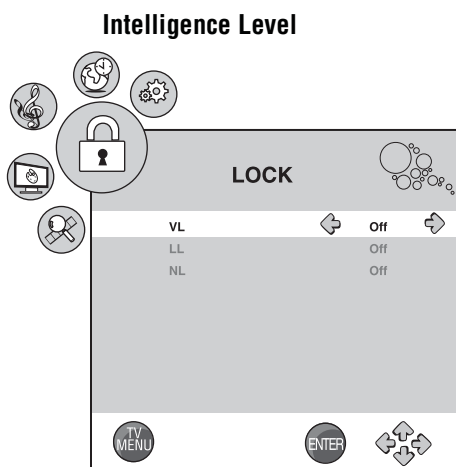 Intelligence Level
LOCK
VL Off
LL Off
NL Off
TV MENU
ENTER